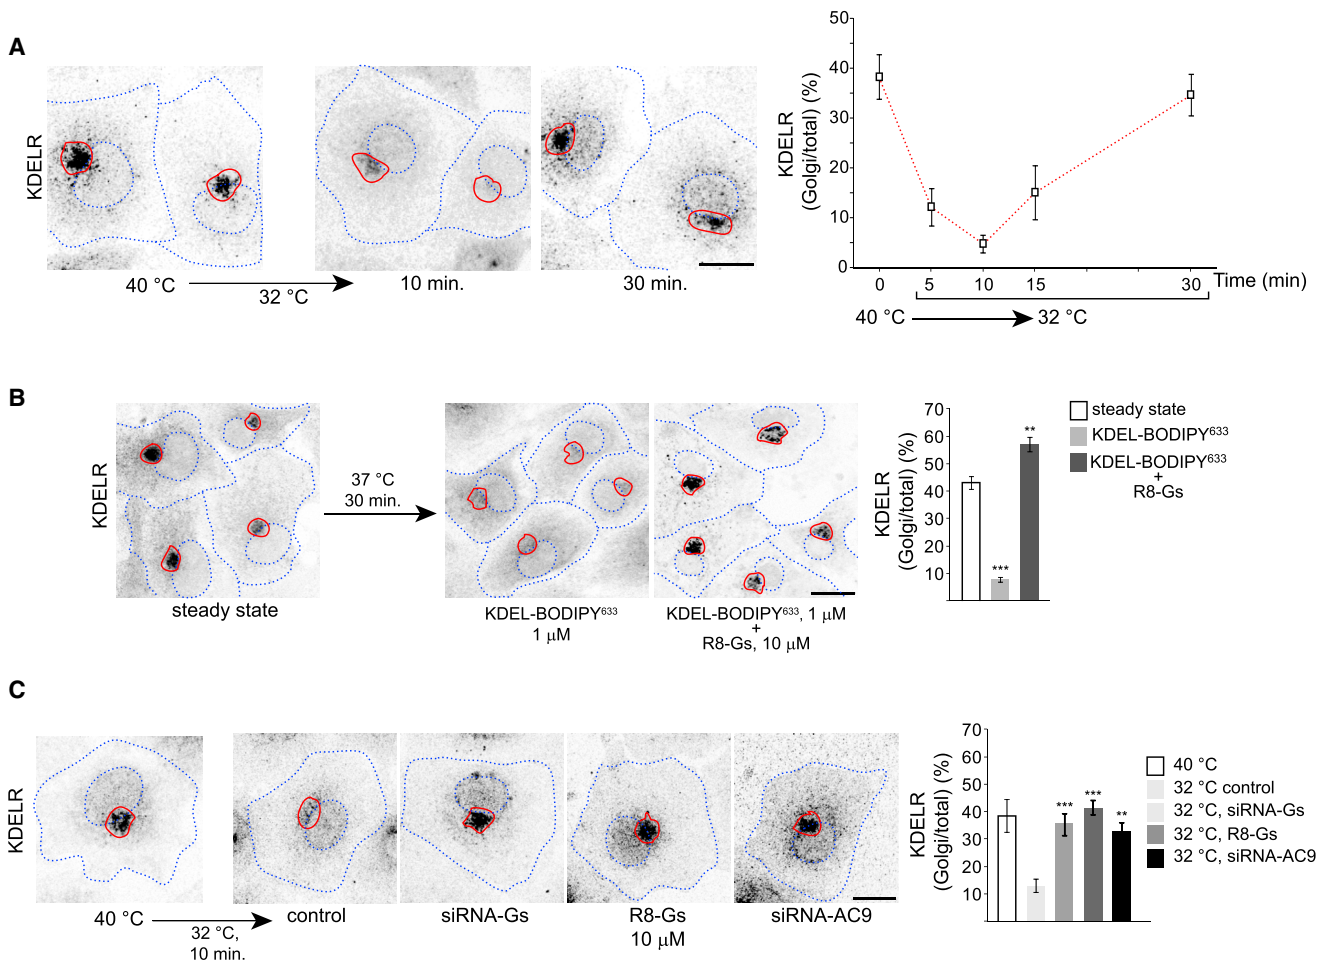 A
KDELR
40 °C
32 °C
10 min.
30 min.
KDELR
(Golgi/total) (%)
50
40
30
20
10
0
0
5
10
15
30
Time (min)
40 °C
32 °C
B
KDELR
steady state
37 °C
30 min.
KDEL-BODIPY⁶³³
1 μM
KDEL-BODIPY⁶³³, 1 μM
+
R8-Gs, 10 μM
KDELR
(Golgi/total) (%)
70
60
50
40
30
20
10
***
**
steady state
KDEL-BODIPY⁶³³
KDEL-BODIPY⁶³³
+
R8-Gs
C
KDELR
40 °C
32 °C,
10 min.
control
siRNA-Gs
R8-Gs
10 μM
siRNA-AC9
KDELR
(Golgi/total) (%)
70
60
50
40
30
20
10
***
***
**
40 °C
32 °C control
32 °C, siRNA-Gs
32 °C, R8-Gs
32 °C, siRNA-AC9